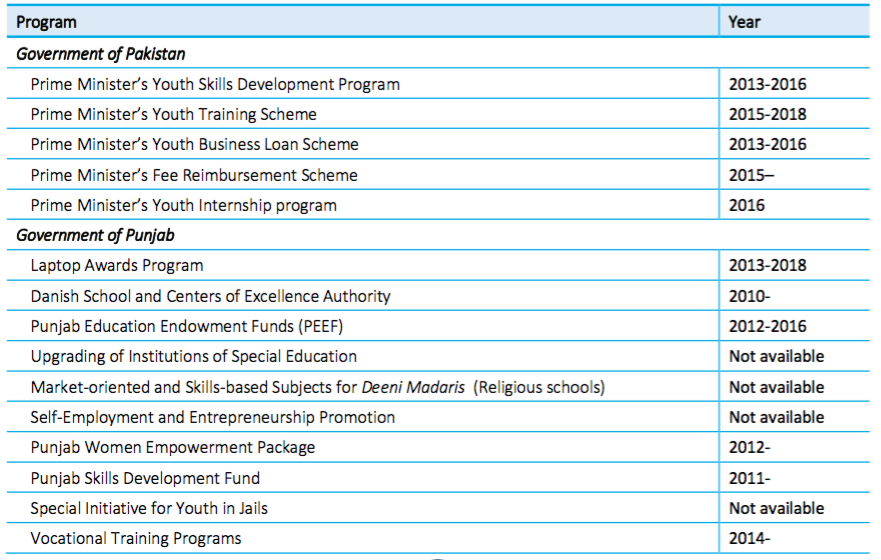 Program Year
Government of Pakistan
Prime Minister’s Youth Skills Development Program 2013-2016
Prime Minister’s Youth Training Scheme 2015-2018
Prime Minister’s Youth Business Loan Scheme 2013-2016
Prime Minister’s Fee Reimbursement Scheme 2015–
Prime Minister’s Youth Internship program 2016
Government of Punjab
Laptop Awards Program 2013-2018
Danish School and Centers of Excellence Authority 2010-
Punjab Education Endowment Funds (PEEF) 2012-2016
Upgrading of Institutions of Special Education Not available
Market-oriented and Skills-based Subjects for Deeni Madaris (Religious schools) Not available
Self-Employment and Entrepreneurship Promotion Not available
Punjab Women Empowerment Package 2012-
Punjab Skills Development Fund 2011-
Special Initiative for Youth in Jails Not available
Vocational Training Programs 2014-